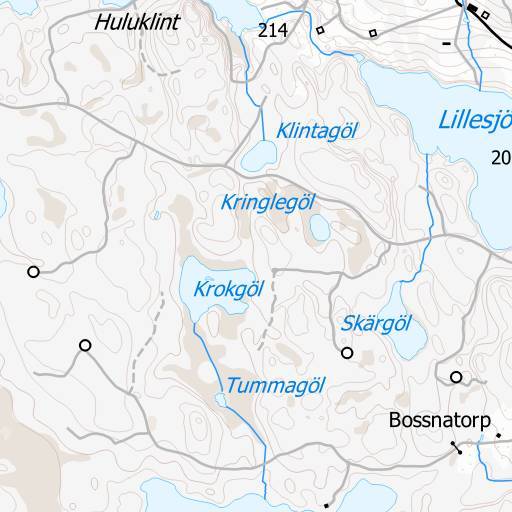 Huluklint
214
Klintagöl
Lillesjö
20
Kringlegöl
Krokgöl
Skärgöl
Tummagöl
Bossnatorp